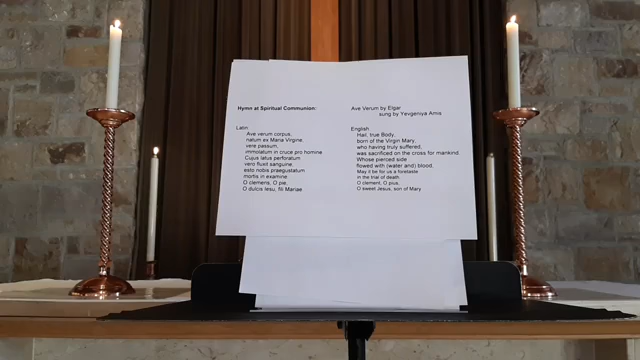 Hymn at Spiritual Communion:
Ave Verum by Elgar
sung by Yevgeniya Amis
Latin
Ave verum corpus,
natum ex Maria Virgine,
vere passum,
immolatum in cruce pro homine
Cujus latus perforatum
vero fluxit sanguine,
esto nobis praegustatum
mortis in examine.
O clemens, O pie,
O dulcis Iesu, fili Mariae
English
Hail, true Body,
born of the Virgin Mary,
who having truly suffered,
was sacrificed on the cross for mankind.
Whose pierced side
flowed with (water and) blood,
May it be for us a foretaste
in the trial of death
O clement, O pius,
O sweet Jesus, son of Mary